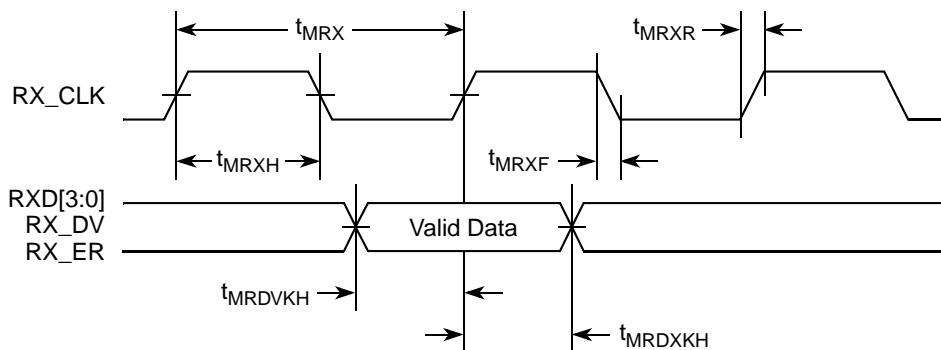 tMRX
tMRXR
RX_CLK
tMRXH
tMRXF
RXD[3:0]
RX_DV
Valid Data
RX_ER
tMRDVKH
tMRDXKH